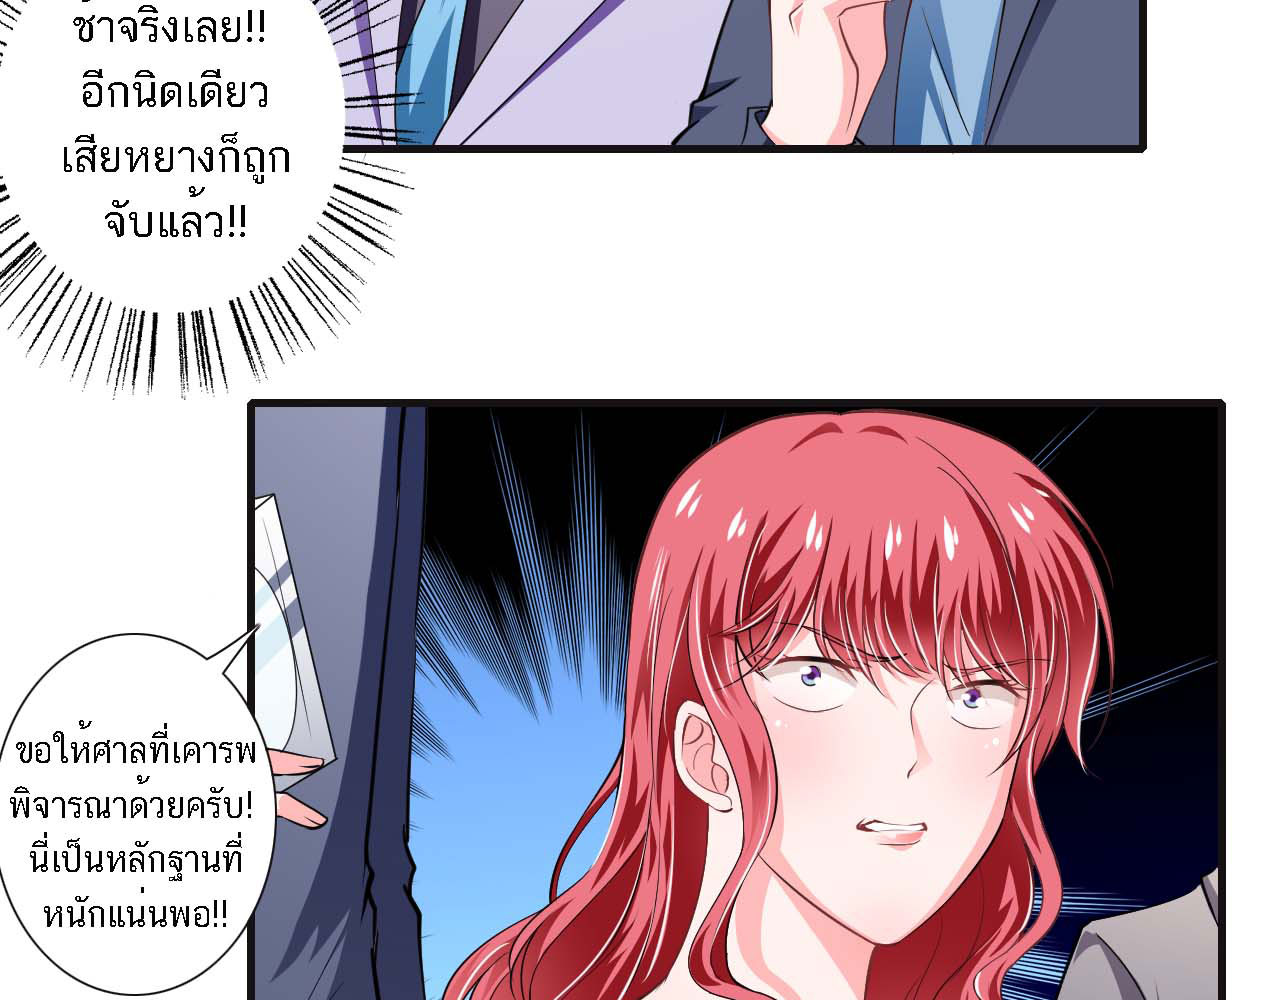 ช้าจริงเลย!!
อีกนิดเดียว
เสียหยางก็ถูก
จับแล้ว!!
ขอให้ศาลที่เคารพ
พิจารณาด้วยครับ!
นี่เป็นหลักฐานที่
หนักแน่นพอ!!